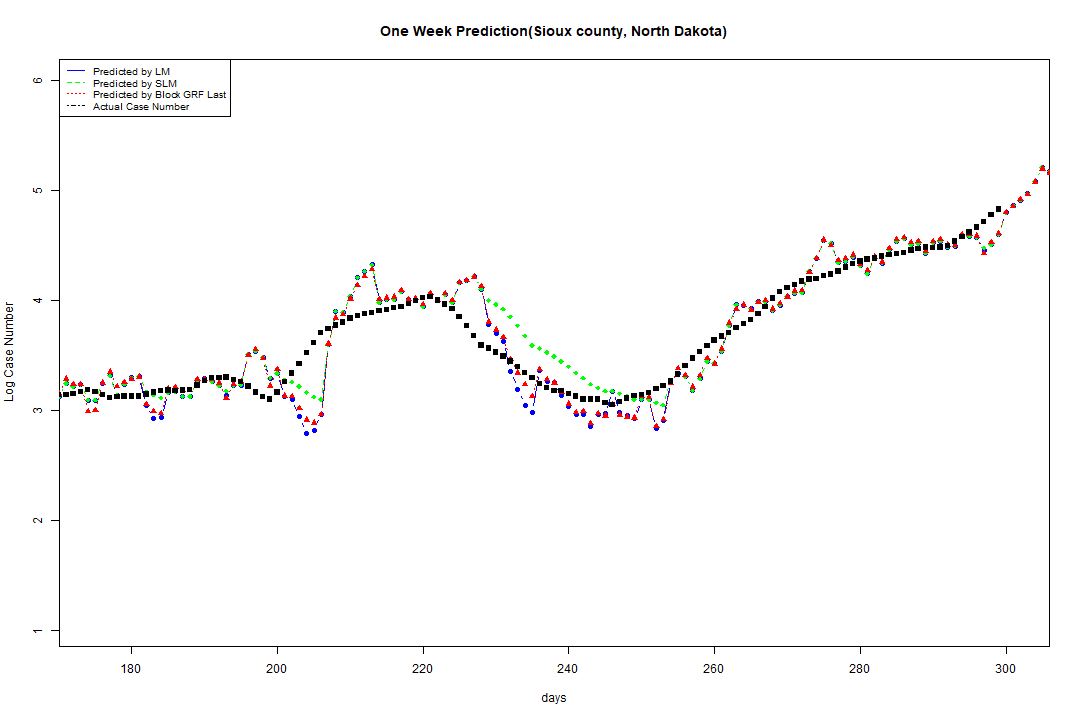 One Week Prediction(Sioux county, North Dakota)
Predicted by LM
Predicted by SLM
Predicted by Block GRF Last
Actual Case Number
6
5
4
3
2
1
Log Case Number
180 200 220 240 260 280 300
days